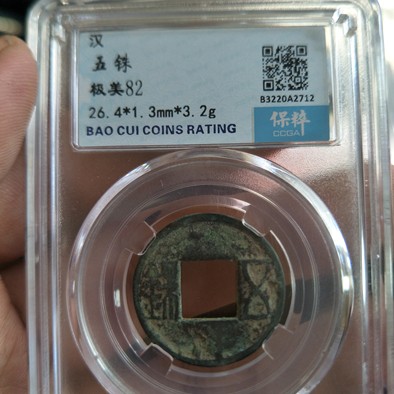 汉
五铢
极美82
26.4*1.3mm*3.2g
BAO CUI COINS RATING
B3220A2712
保粹
CCGA
五